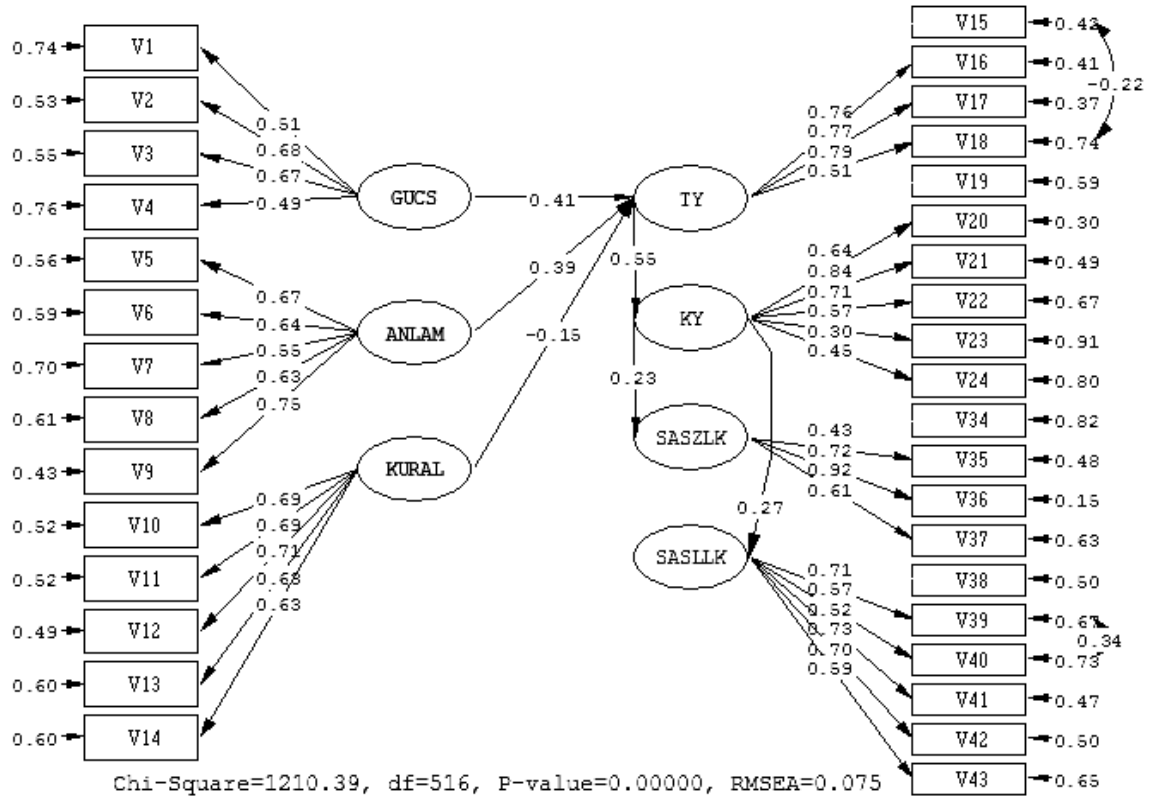 0.74 V1
0.53 V2
0.55 V3
0.76 V4
0.56 V5
0.59 V6
0.70 V7
0.61 V8
0.43 V9
0.52 V10
0.52 V11
0.49 V12
0.60 V13
0.60 V14
0.51
0.68
0.67
0.49
0.67
0.64
0.55
0.63
0.75
0.69
0.69
0.71
0.63
0.63
GUCS
ANLAM
KURAL
0.41
0.39
-0.15
TY
0.55
KY
0.23
SASZLK
0.27
SASLLK
0.76
0.77
0.79
0.51
0.64
0.84
0.71
0.57
0.30
0.45
0.43
0.72
0.92
0.61
0.71
0.57
0.52
0.73
0.70
0.59
V15 0.42
V16 0.41
-0.22
V17 0.37
V18 0.74
V19 0.59
V20 0.30
V21 0.49
V22 0.67
V23 0.91
V24 0.80
V34 0.82
V35 0.48
V36 0.15
V37 0.63
V38 0.50
V39 0.67
0.34
V40 0.73
V41 0.47
V42 0.50
V43 0.65
Chi-Square=1210.39, df=516, P-value=0.00000, RMSEA=0.075